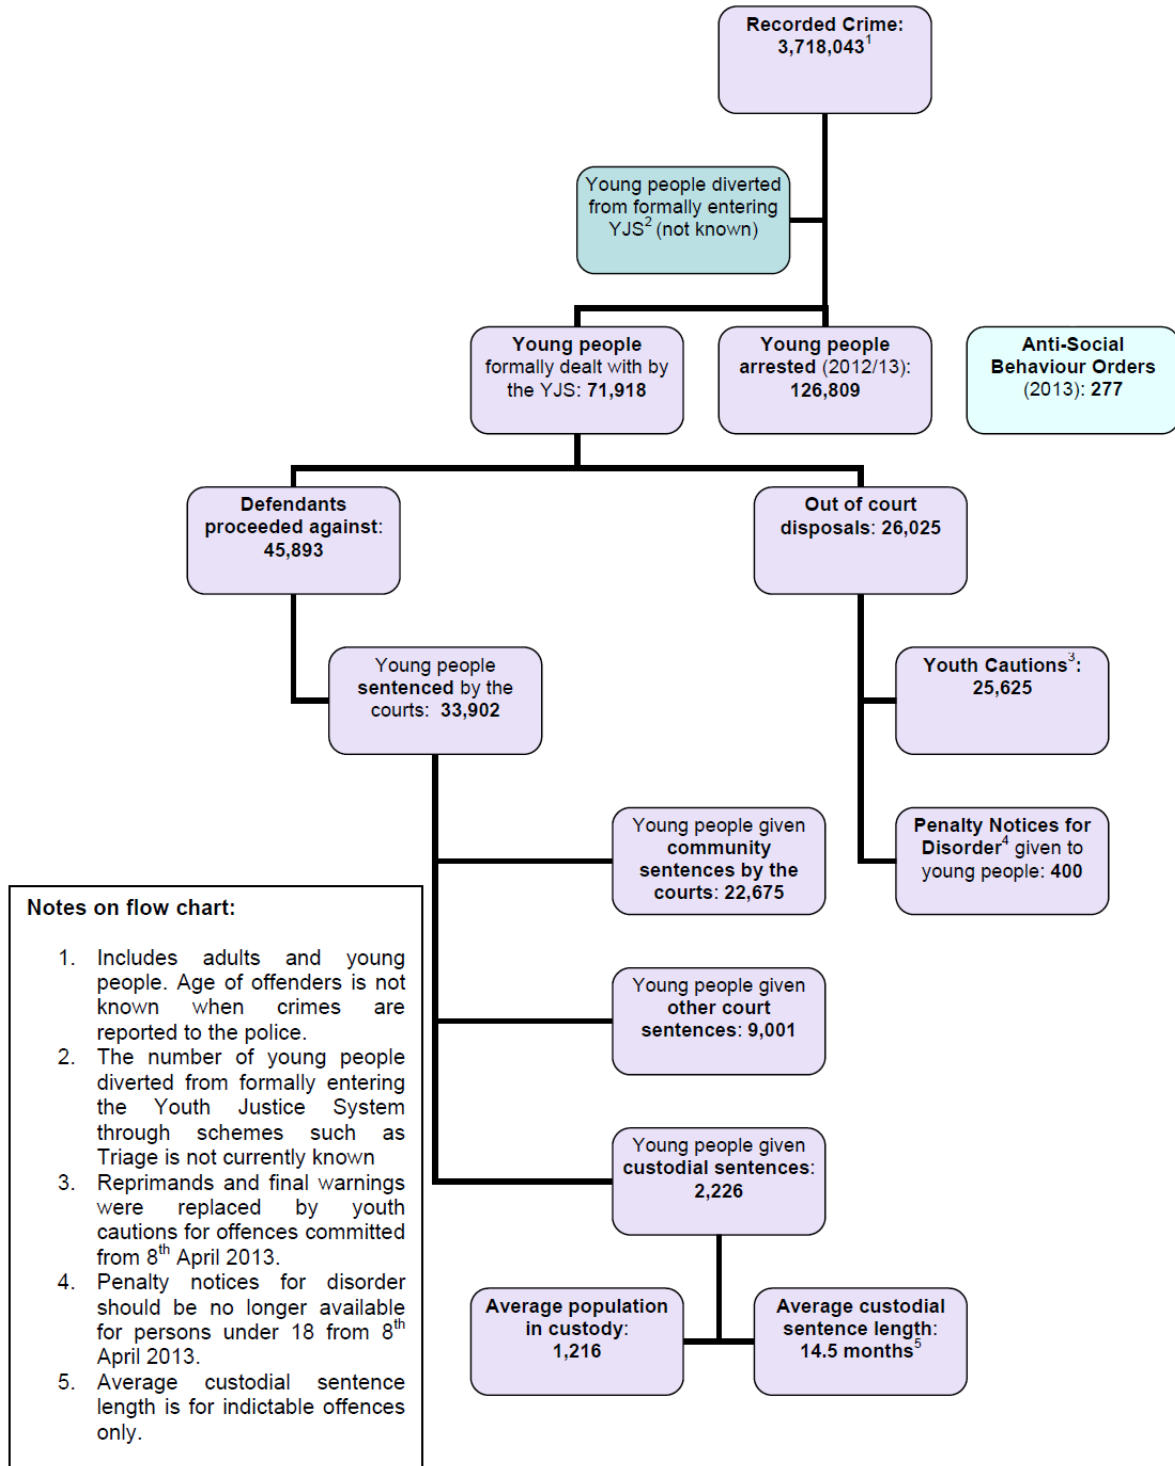 Recorded Crime:
3,718,043¹
Young people diverted
from formally entering
YJS² (not known)
Young people
formally dealt with by
the YJS: 71,918
Young people
arrested (2012/13):
126,809
Anti-Social
Behaviour Orders
(2013): 277
Defendants
proceeded against:
45,893
Out of court
disposals: 26,025
Young people
sentenced by the
courts: 33,902
Youth Cautions³:
25,625
Young people given
community
sentences by the
courts: 22,675
Penalty Notices for
Disorder⁴ given to
young people: 400
Young people given
other court
sentences: 9,001
Young people given
custodial sentences:
2,226
Average population
in custody:
1,216
Average custodial
sentence length:
14.5 months⁵
Notes on flow chart:
1. Includes adults and young
people. Age of offenders is not
known when crimes are
reported to the police.
2. The number of young people
diverted from formally entering
the Youth Justice System
through schemes such as
Triage is not currently known
3. Reprimands and final warnings
were replaced by youth
cautions for offences committed
from 8th April 2013.
4. Penalty notices for disorder
should be no longer available
for persons under 18 from 8th
April 2013.
5. Average custodial sentence
length is for indictable offences
only.